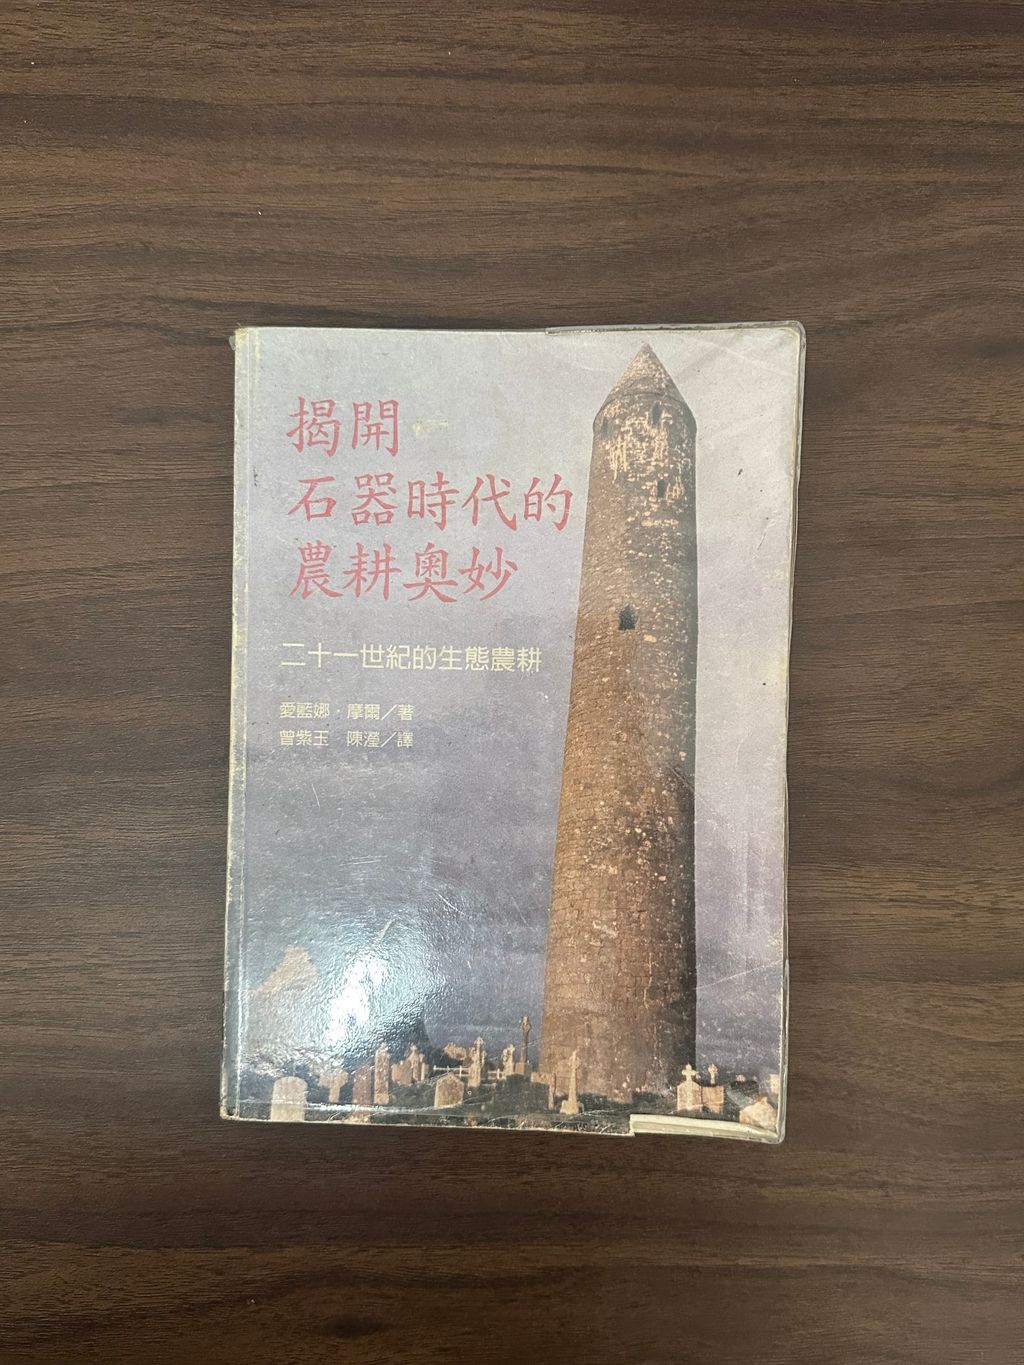 揭開
石器時代的
農耕奧妙
二十一世紀的生態農耕
愛藍娜·摩爾／著
曾紫玉 陳瀅／譯